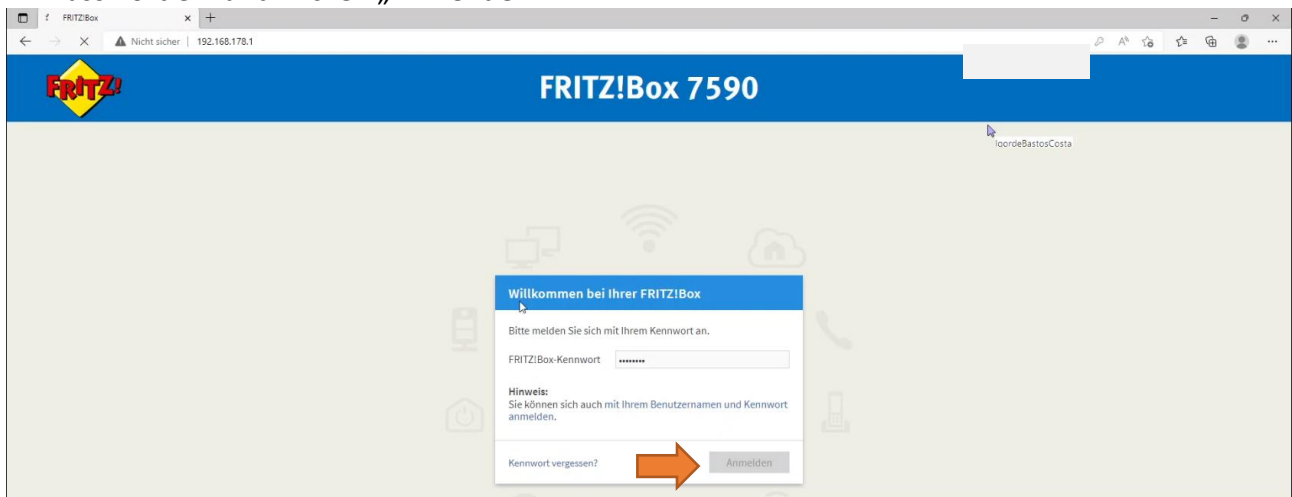 FRITZ!Box
Nicht sicher | 192.168.178.1
FRITZ!
FRITZ!Box 7590
Willkommen bei Ihrer FRITZ!Box
Bitte melden Sie sich mit Ihrem Kennwort an.
FRITZ!Box-Kennwort ••••••••
Hinweis:
Sie können sich auch mit Ihrem Benutzernamen und Kennwort
anmelden.
Kennwort vergessen? Anmelden